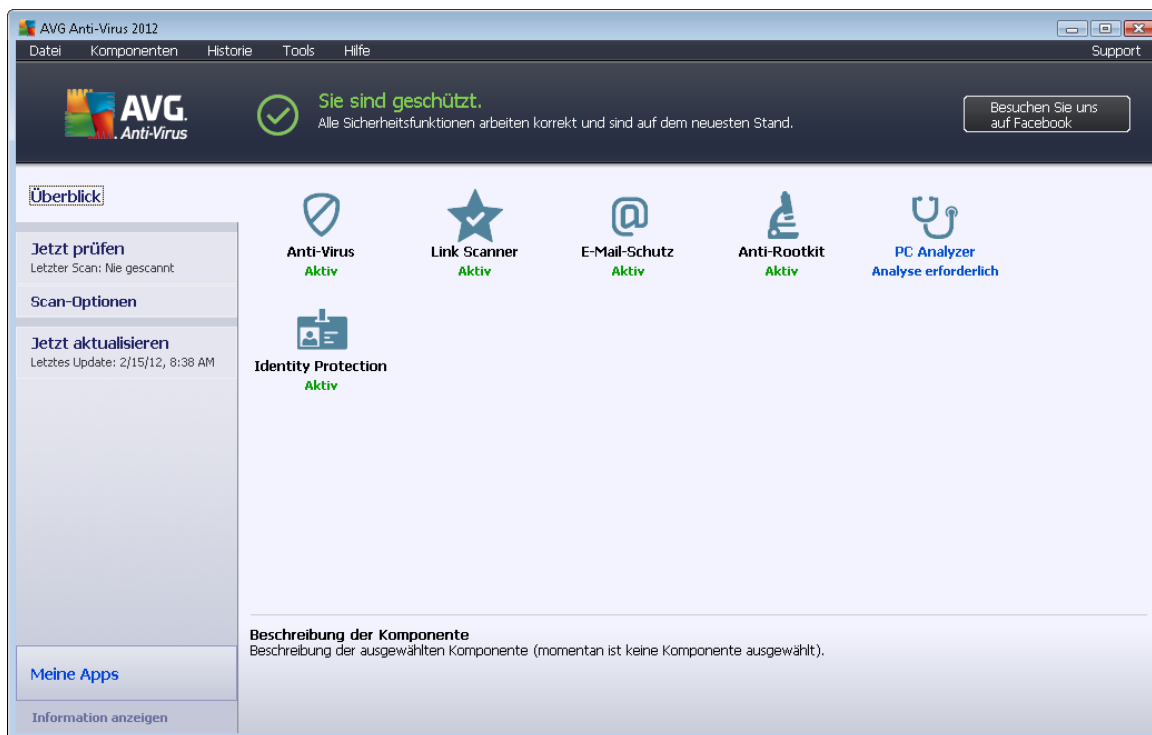 AVG Anti-Virus 2012
Datei Komponenten Historie Tools Hilfe Support
AVG.
Anti-Virus
Sie sind geschützt.
Alle Sicherheitsfunktionen arbeiten korrekt und sind auf dem neuesten Stand.
Besuchen Sie uns
auf Facebook
Überblick
Jetzt prüfen
Letzter Scan: Nie gescannt
Scan-Optionen
Jetzt aktualisieren
Letztes Update: 2/15/12, 8:38 AM
Anti-Virus
Aktiv
Link Scanner
Aktiv
E-Mail-Schutz
Aktiv
Anti-Rootkit
Aktiv
PC Analyzer
Analyse erforderlich
Identity Protection
Aktiv
Beschreibung der Komponente
Beschreibung der ausgewählten Komponente (momentan ist keine Komponente ausgewählt).
Meine Apps
Information anzeigen